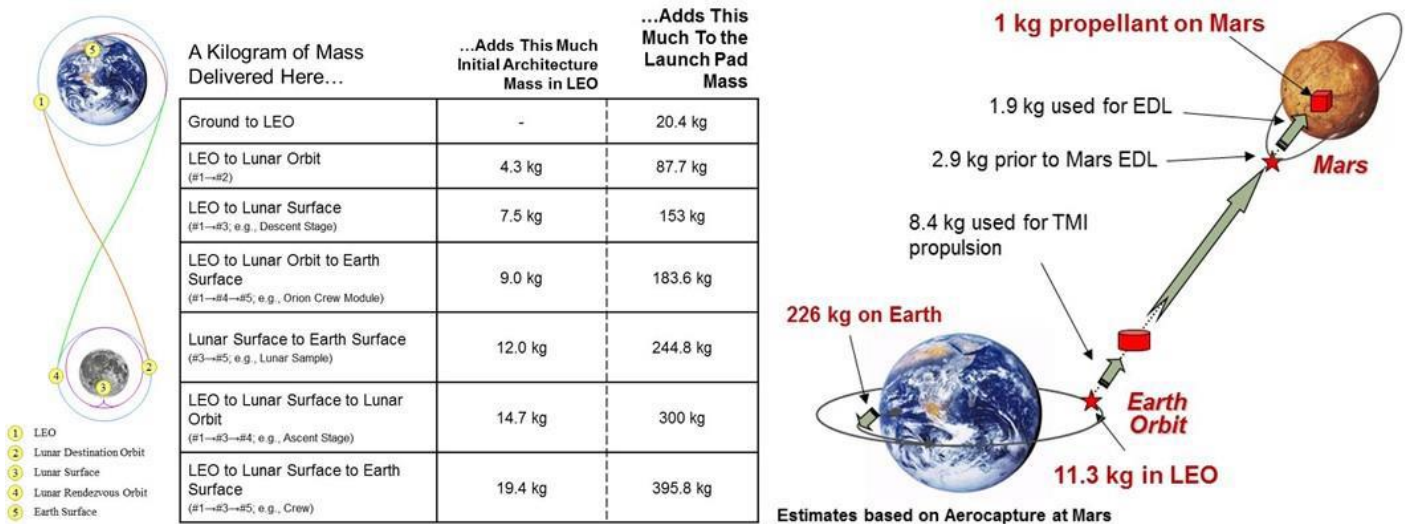 5
1
4
3
2
1 LEO
2 Lunar Destination Orbit
3 Lunar Surface
4 Lunar Rendezvous Orbit
5 Earth Surface
A Kilogram of Mass
Delivered Here…
…Adds This Much
Initial Architecture
Mass in LEO
…Adds This
Much To the
Launch Pad
Mass
Ground to LEO
-
20.4 kg
LEO to Lunar Orbit
(#1→#2)
4.3 kg
87.7 kg
LEO to Lunar Surface
(#1→#3; e.g., Descent Stage)
7.5 kg
153 kg
LEO to Lunar Orbit to Earth
Surface
(#1→#4→#5; e.g., Orion Crew Module)
9.0 kg
183.6 kg
Lunar Surface to Earth Surface
(#3→#5; e.g., Lunar Sample)
12.0 kg
244.8 kg
LEO to Lunar Surface to Lunar
Orbit
(#1→#3→#4; e.g., Ascent Stage)
14.7 kg
300 kg
LEO to Lunar Surface to Earth
Surface
(#1→#3→#5; e.g., Crew)
19.4 kg
395.8 kg
1 kg propellant on Mars
1.9 kg used for EDL
2.9 kg prior to Mars EDL
Mars
8.4 kg used for TMI
propulsion
226 kg on Earth
Earth
Orbit
11.3 kg in LEO
Estimates based on Aerocapture at Mars